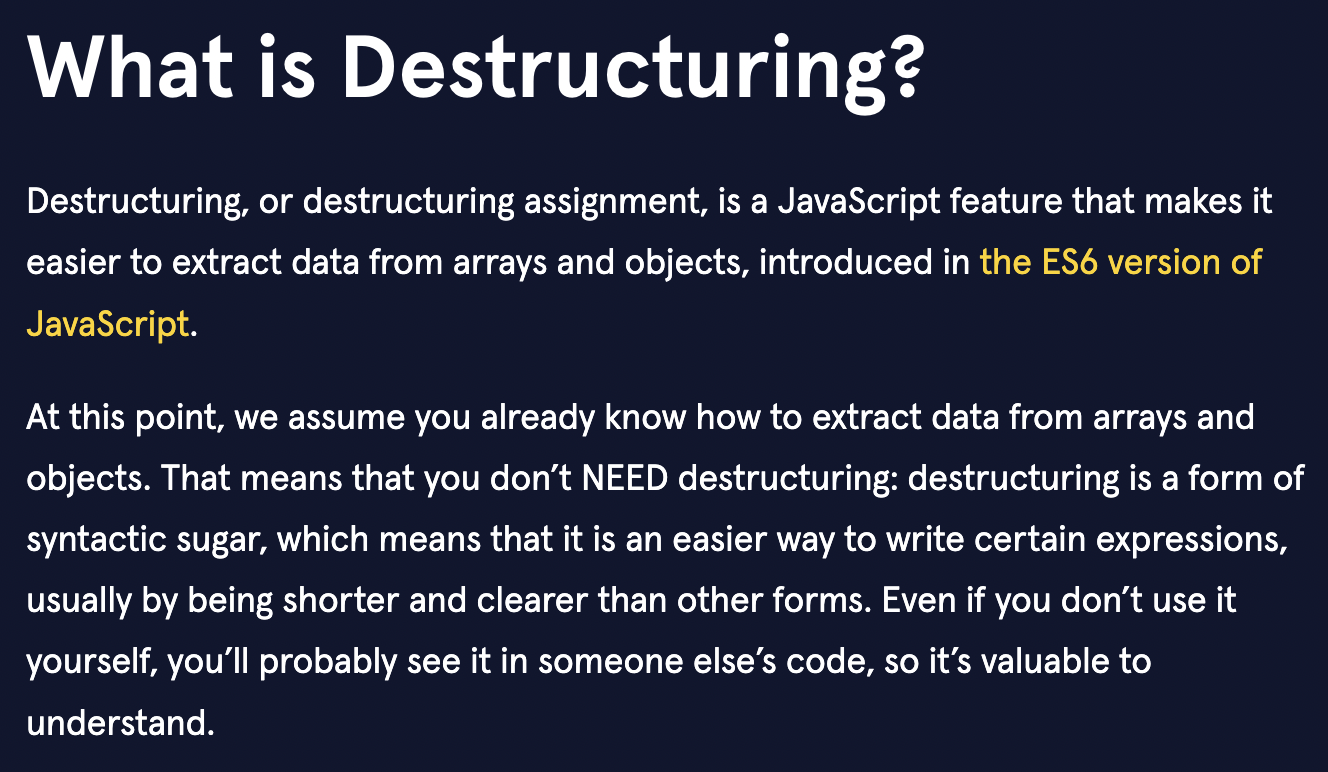 What is Destructuring?
Destructuring, or destructuring assignment, is a JavaScript feature that makes it
easier to extract data from arrays and objects, introduced in the ES6 version of
JavaScript.
At this point, we assume you already know how to extract data from arrays and
objects. That means that you don’t NEED destructuring: destructuring is a form of
syntactic sugar, which means that it is an easier way to write certain expressions,
usually by being shorter and clearer than other forms. Even if you don’t use it
yourself, you’ll probably see it in someone else’s code, so it’s valuable to
understand.